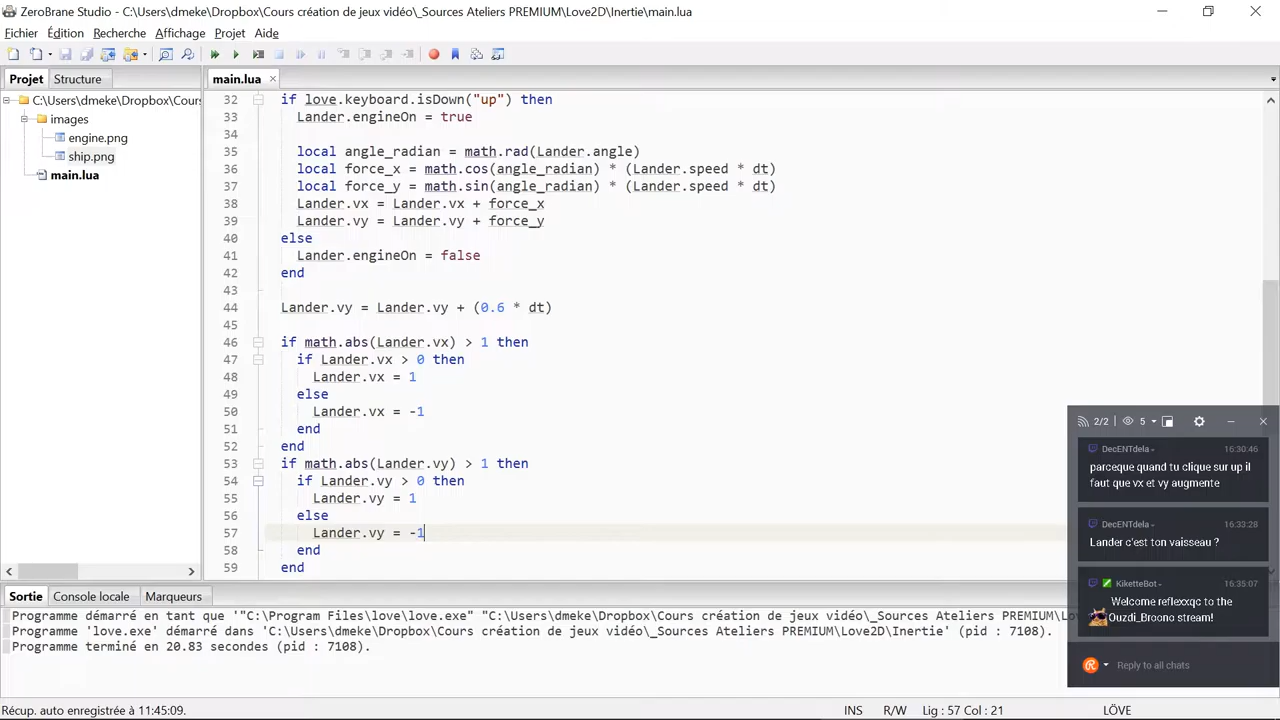 ZeroBrane Studio - C:\Users\dmeke\Dropbox\Cours création de jeux vidéo\_Sources Ateliers PREMIUM\Love2D\Inertie\main.lua
Fichier Édition Recherche Affichage Projet Aide
Projet Structure
C:\Users\dmeke\Dropbox\Cours
images
engine.png
ship.png
main.lua
main.lua
32 if love.keyboard.isDown("up") then
33 Lander.engineOn = true
34
35 local angle_radian = math.rad(Lander.angle)
36 local force_x = math.cos(angle_radian) * (Lander.speed * dt)
37 local force_y = math.sin(angle_radian) * (Lander.speed * dt)
38 Lander.vx = Lander.vx + force_x
39 Lander.vy = Lander.vy + force_y
40 else
41 Lander.engineOn = false
42 end
43
44 Lander.vy = Lander.vy + (0.6 * dt)
45
46 if math.abs(Lander.vx) > 1 then
47 if Lander.vx > 0 then
48 Lander.vx = 1
49 else
50 Lander.vx = -1
51 end
52 end
53 if math.abs(Lander.vy) > 1 then
54 if Lander.vy > 0 then
55 Lander.vy = 1
56 else
57 Lander.vy = -1
58 end
59 end
2/2 5
DecENTdela 16:30:46
parceque quand tu clique sur up il
faut que vx et vy augmente
DecENTdela 16:33:28
Lander c'est ton vaisseau ?
KiketteBot 16:35:07
Welcome reflexxqc to the
Ouzdi_Broono stream!
Reply to all chats
Sortie Console locale Marqueurs
Programme démarré en tant que '"C:\Program Files\love\love.exe" "C:\Users\dmeke\Dropbox\Cours création de jeux vidéo\_Sources Ateliers PREMIUM\Lov
Programme 'love.exe' démarré dans 'C:\Users\dmeke\Dropbox\Cours création de jeux vidéo\_Sources Ateliers PREMIUM\Love2D\Inertie' (pid : 7108).
Programme terminé en 20.83 secondes (pid : 7108).
Récup. auto enregistrée à 11:45:09. INS R/W Lig : 57 Col : 21 LÖVE